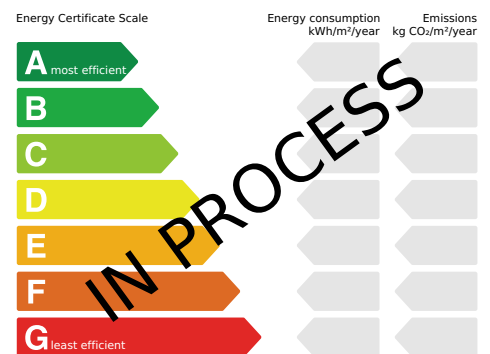 Energy Certificate Scale
Energy consumption
kWh/m²/year
Emissions
kg CO₂/m²/year
A most efficient
B
C
D
E
F
G least efficient
IN PROCESS